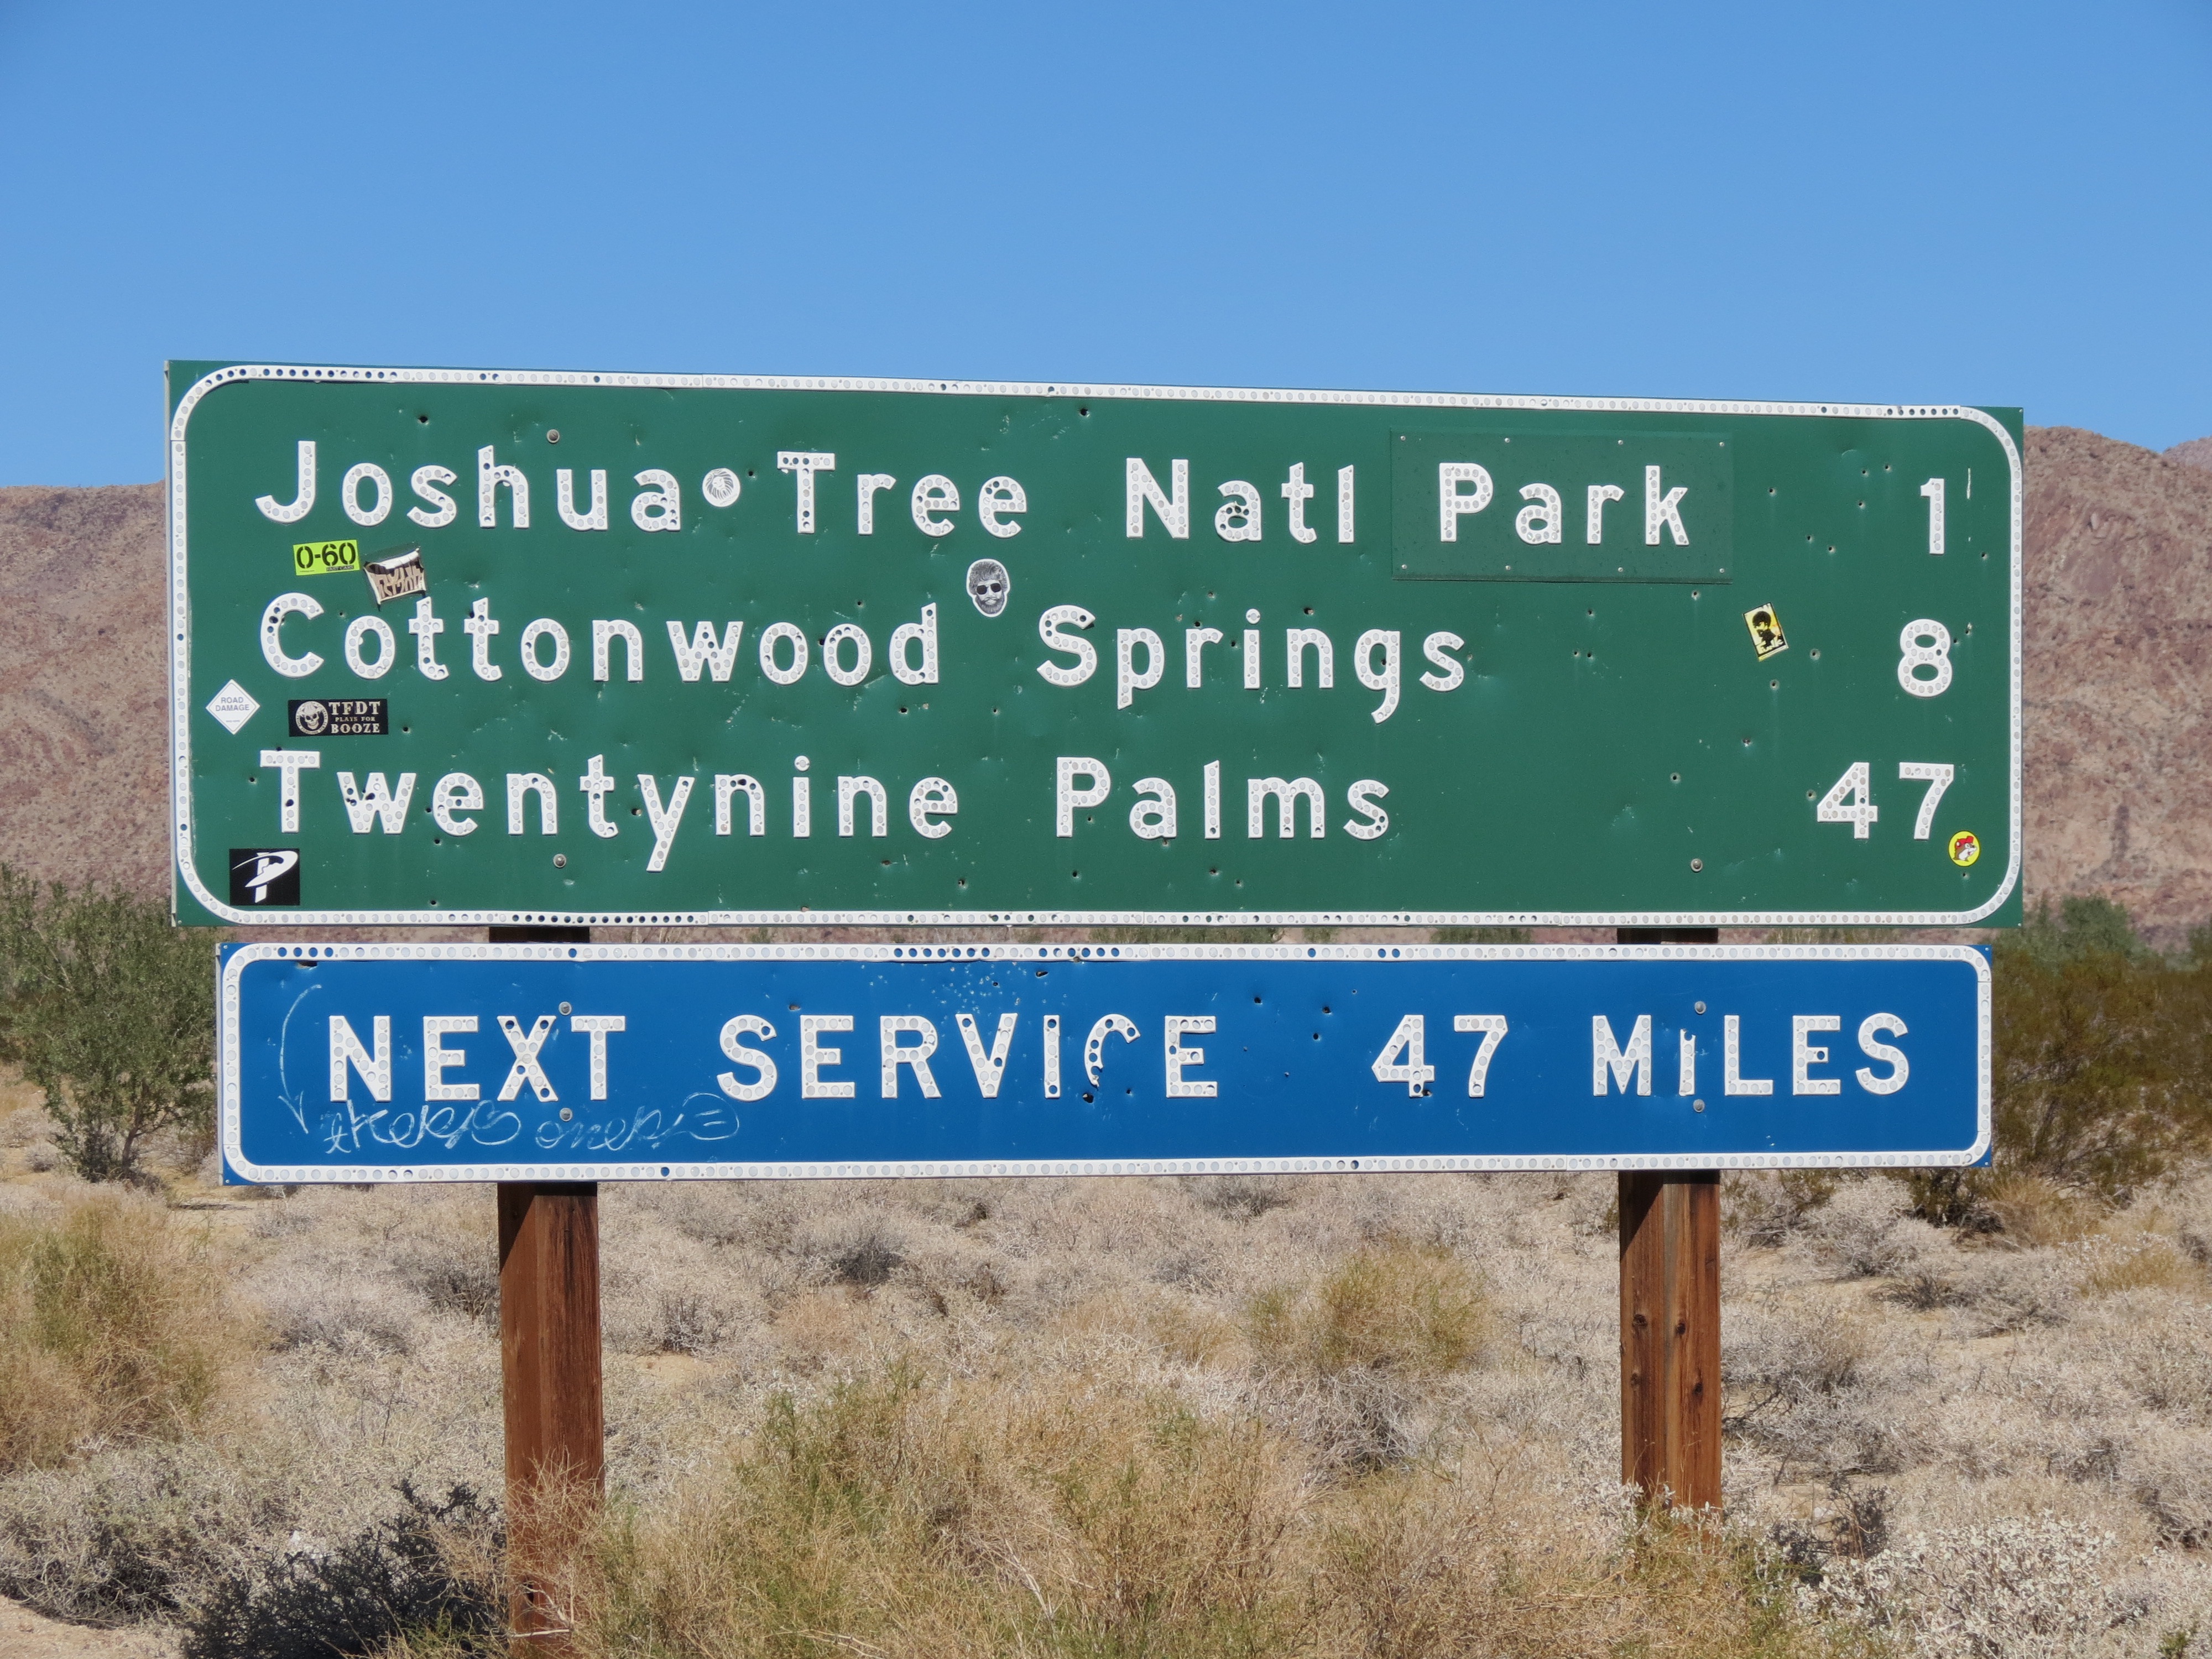 Joshua Tree Natl Park 1
0-60
Cottonwood Springs 8
ROAD DAMAGE
TFDT
PLAYS FOR
BOOZE
Twentynine Palms 47
P
NEXT SERVICE 47 MILES